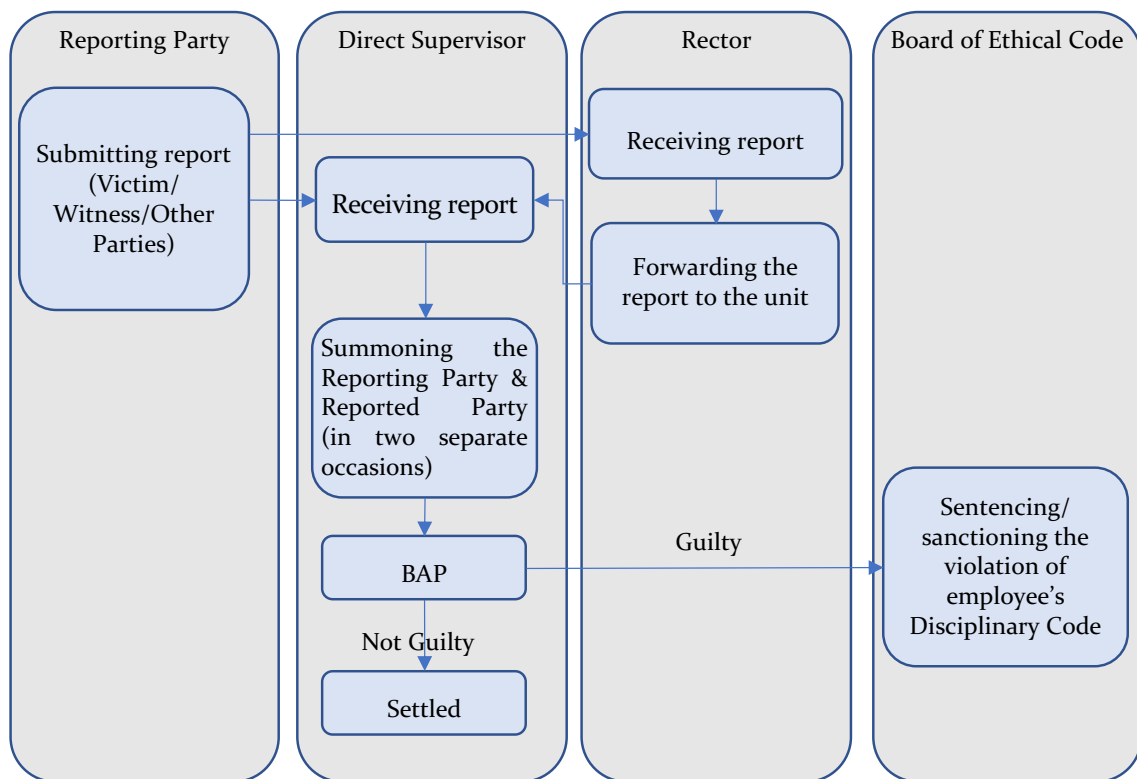 Reporting Party
Direct Supervisor
Rector
Board of Ethical Code
Submitting report
(Victim/
Witness/Other
Parties)
Receiving report
Receiving report
Forwarding the
report to the unit
Summoning the
Reporting Party &
Reported Party
(in two separate
occasions)
BAP
Guilty
Sentencing/
sanctioning the
violation of
employee’s
Disciplinary Code
Not Guilty
Settled